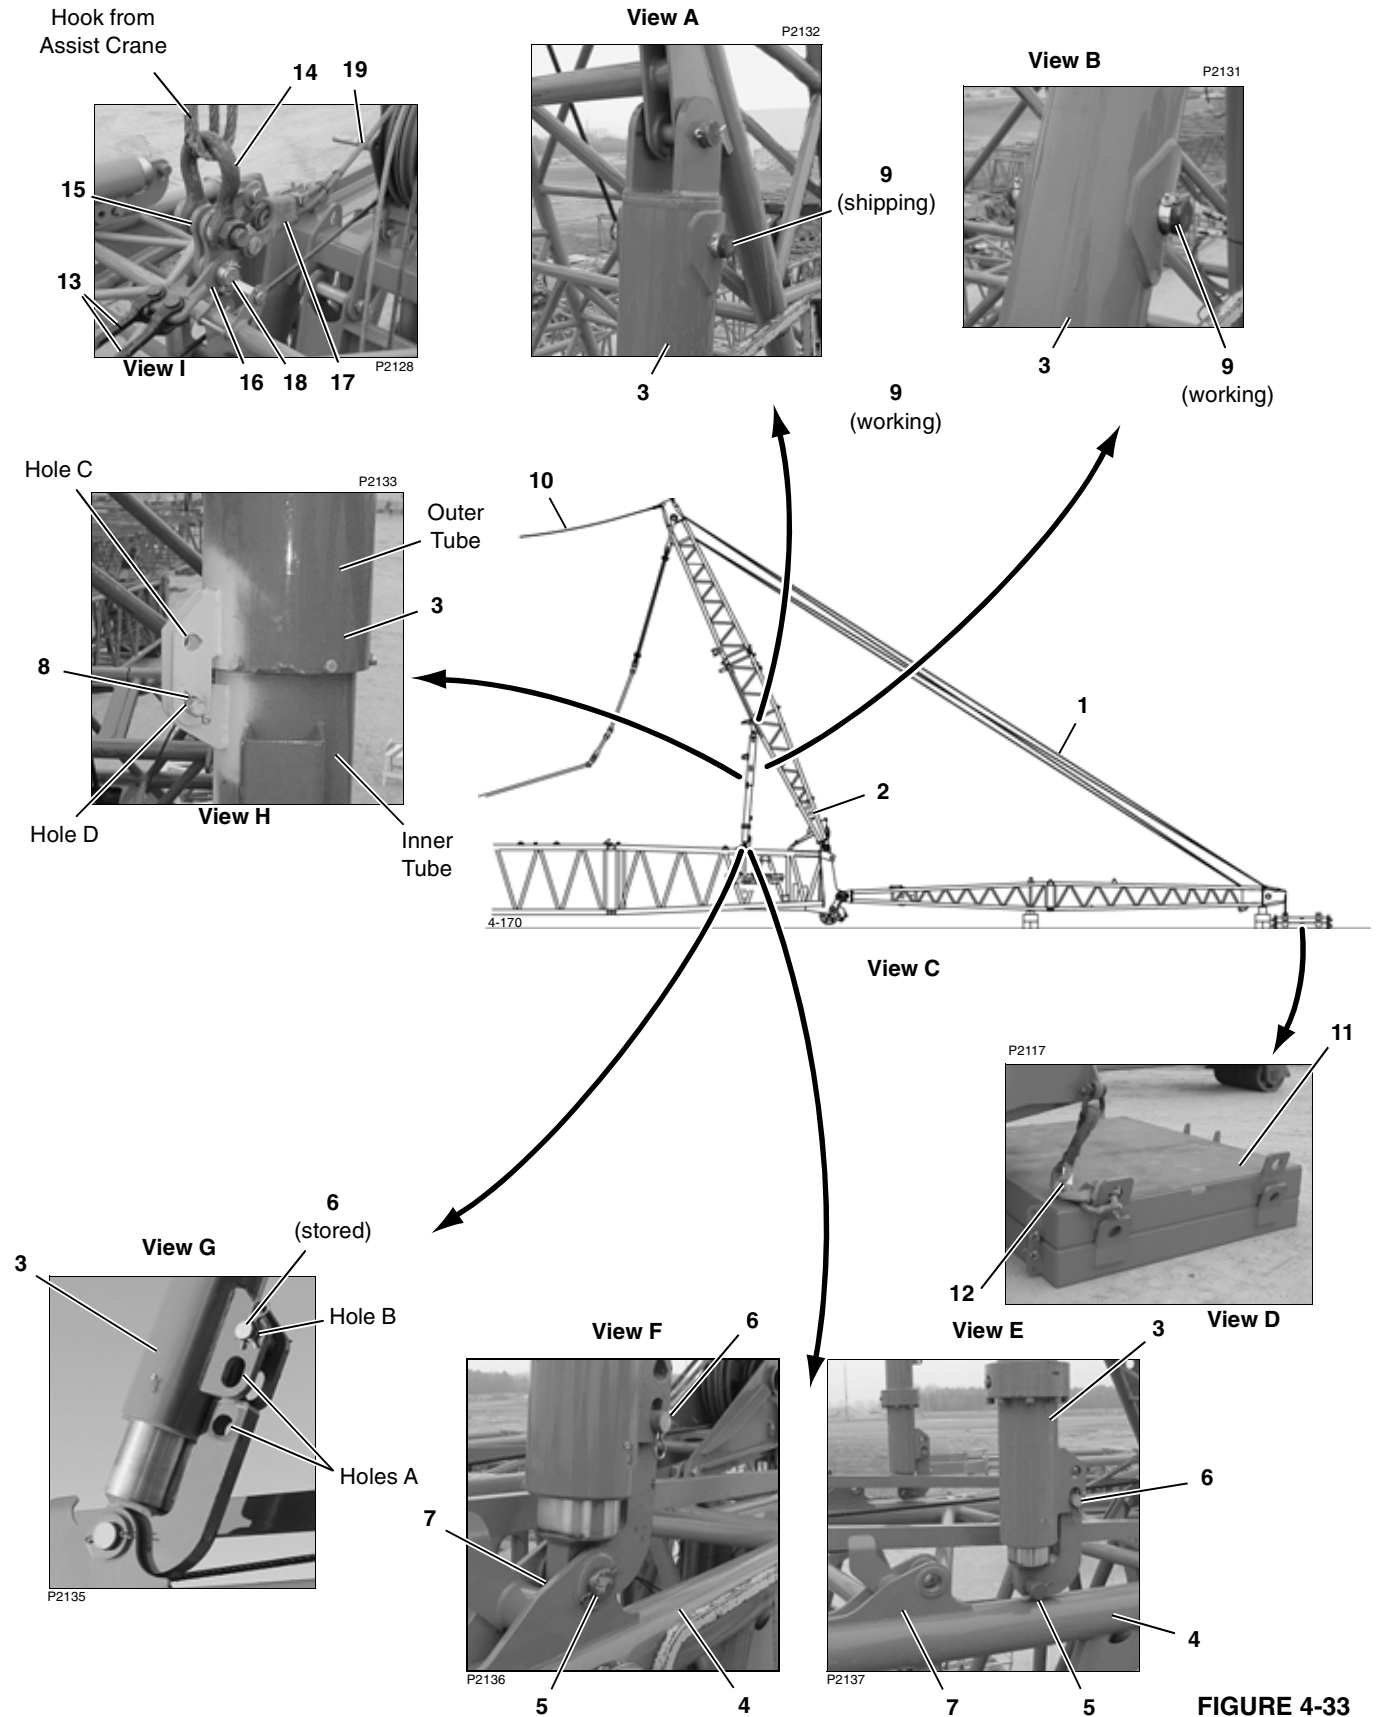 Hook from
Assist Crane
14
19
15
13
View I
P2128
16
18
17
View A
P2132
9
(shipping)
3
9
(working)
View B
P2131
3
9
(working)
Hole C
P2133
Outer
Tube
3
8
View H
Hole D
Inner
Tube
10
1
2
4-170
View C
P2117
11
12
View D
6
(stored)
View G
3
Hole B
Holes A
P2135
View F
6
7
P2136
5
4
View E
3
6
4
P2137
7
5
FIGURE 4-33